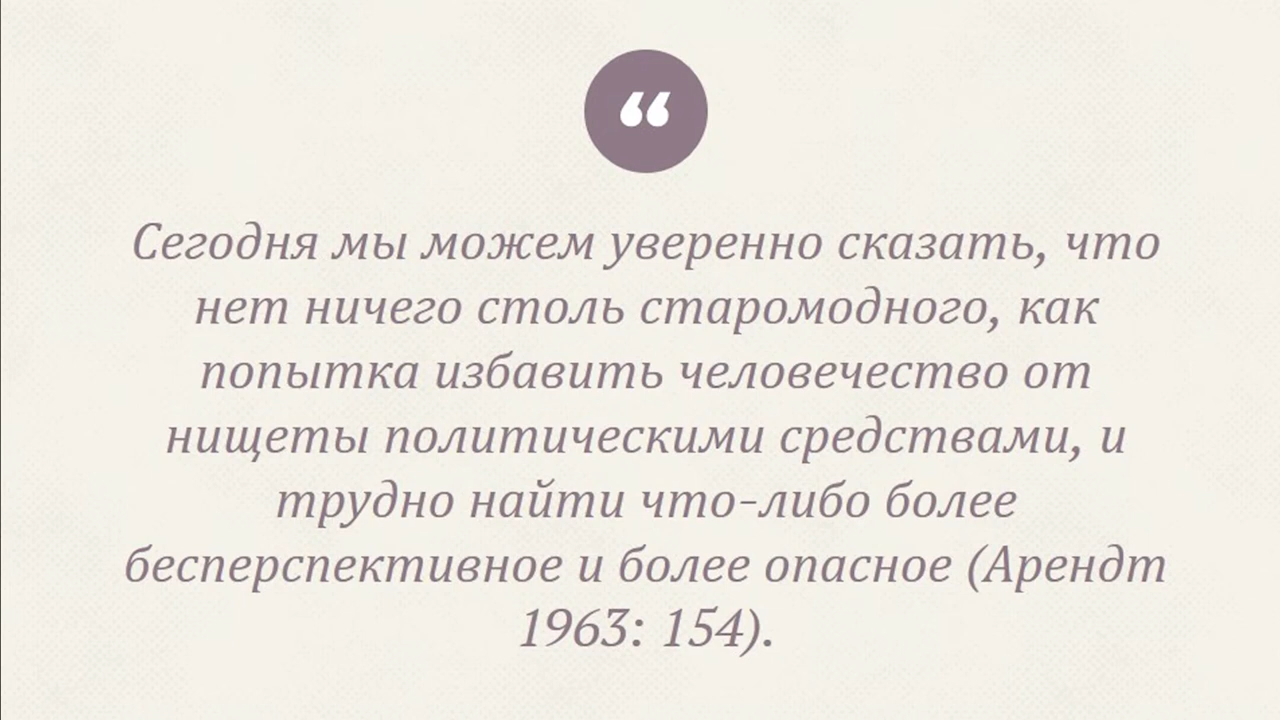 “
Сегодня мы можем уверенно сказать, что
нет ничего столь старомодного, как
попытка избавить человечество от
нищеты политическими средствами, и
трудно найти что-либо более
бесперспективное и более опасное (Арендт
1963: 154).